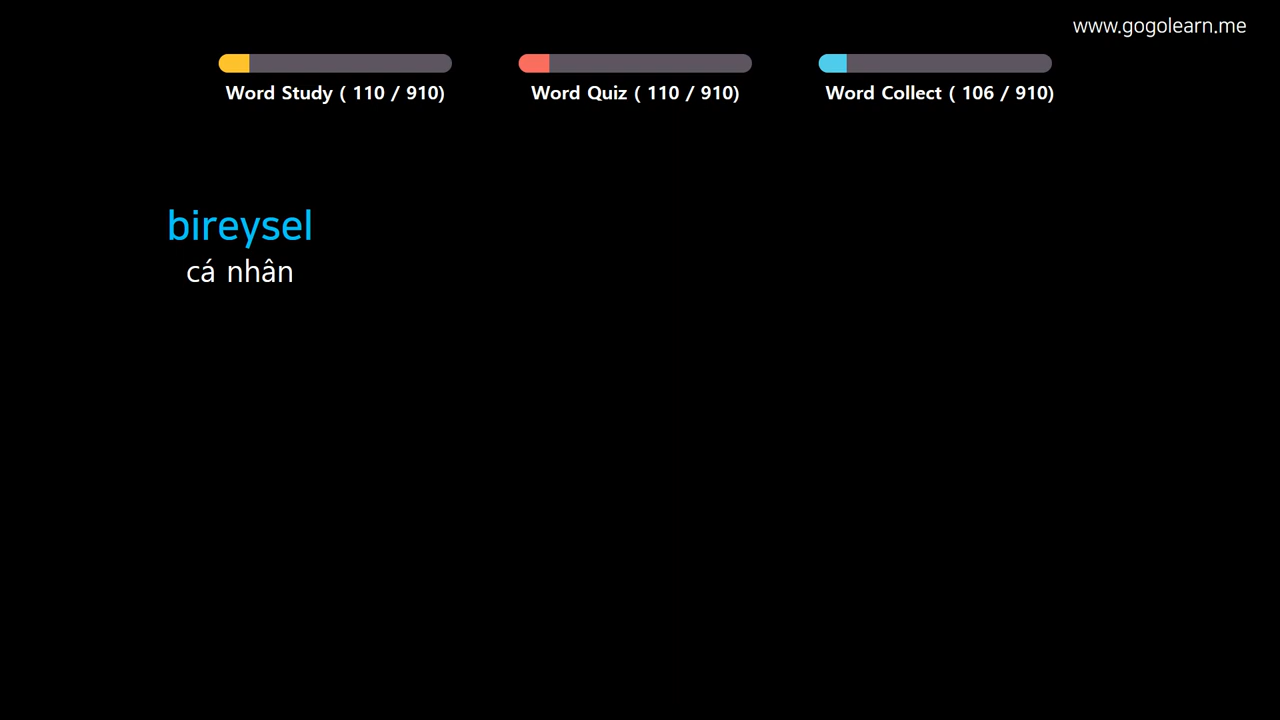 www.gogolearn.me
Word Study ( 110 / 910)
Word Quiz ( 110 / 910)
Word Collect ( 106 / 910)
bireysel
cá nhân